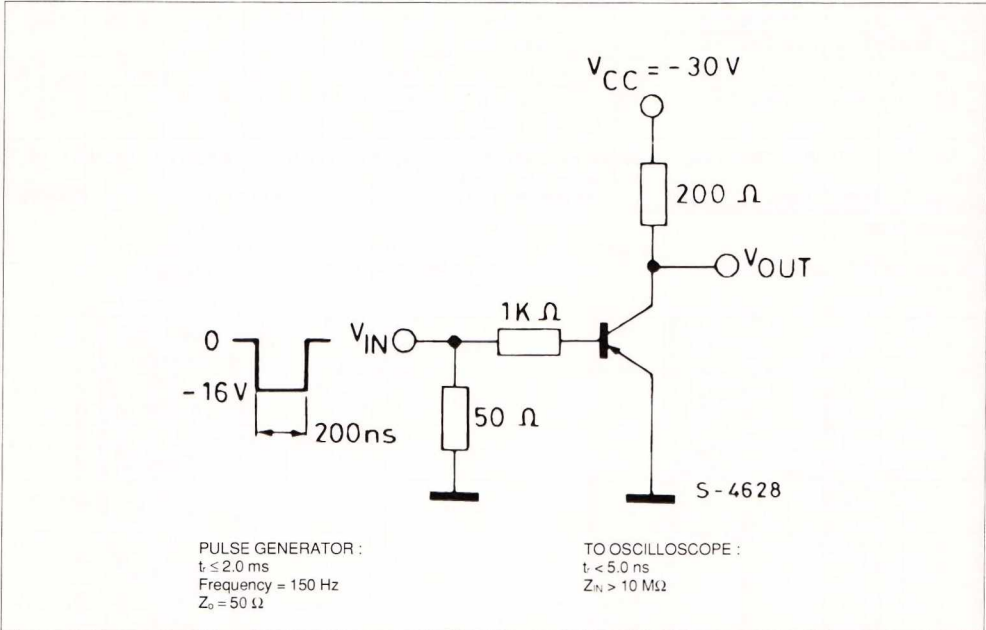 V CC = -30 V
200 Ω
VOUT
1K Ω
VIN
0
-16 V
50 Ω
200ns
S-4628
PULSE GENERATOR :
tr ≤ 2.0 ms
Frequency = 150 Hz
Zo = 50 Ω
TO OSCILLOSCOPE :
tr < 5.0 ns
ZIN > 10 MΩ